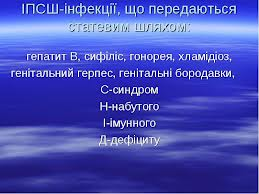 ІПСШ-інфекції, що передаються
статевим шляхом:
гепатит В, сифіліс, гонорея, хламідіоз,
генітальний герпес, генітальні бородавки,
С-синдром
Н-набутого
І-імунного
Д-дефіциту